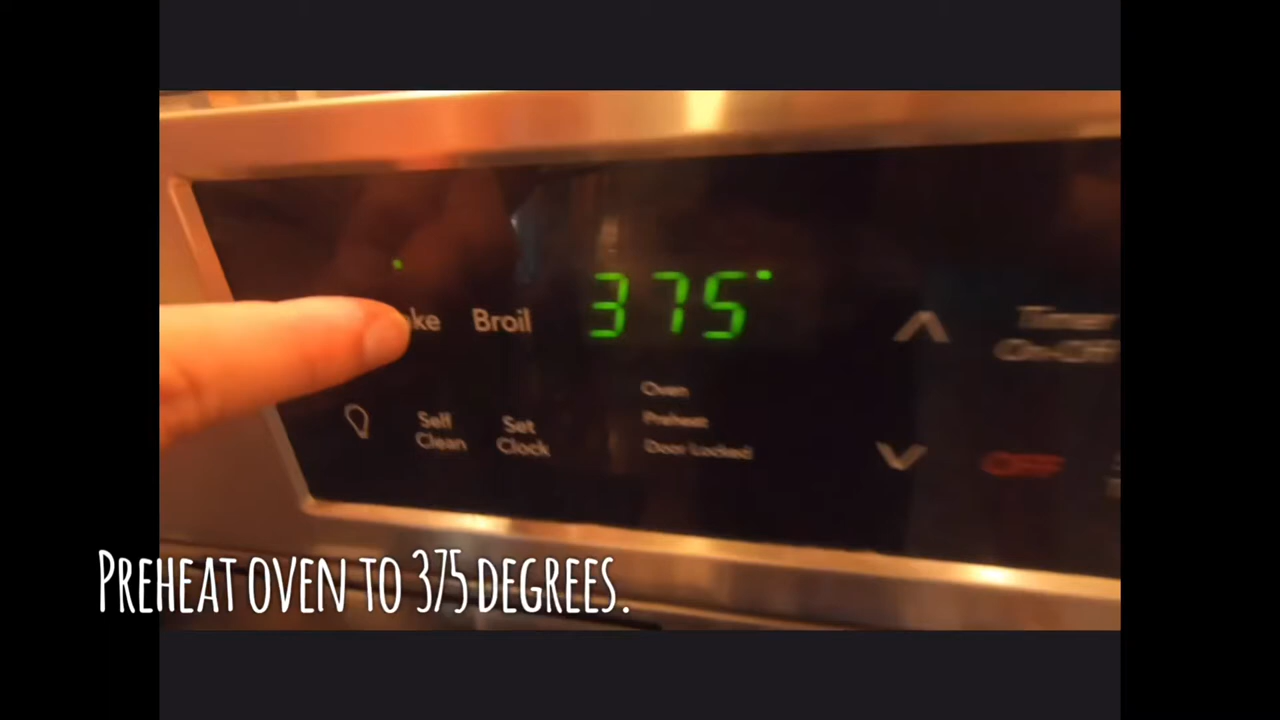 ke Broil
375°
Timer
On-Off
Self
Clean
Set
Clock
Oven
Preheat
Door Locked
OFF
PREHEAT OVEN TO 375 DEGREES.